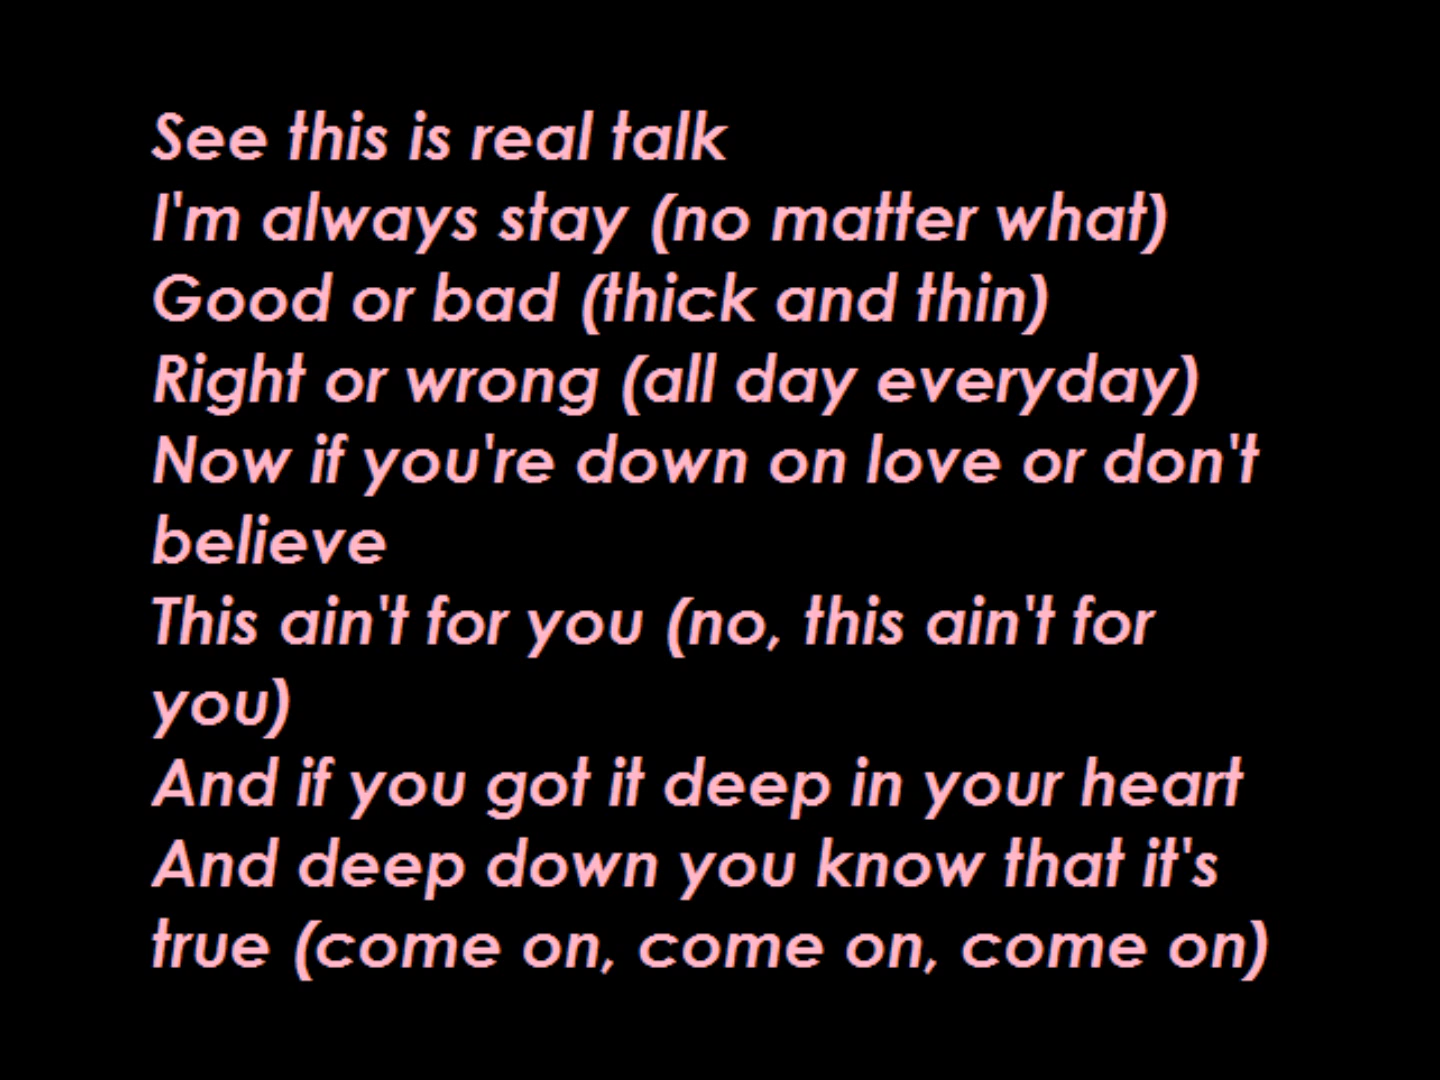 See this is real talk
I'm always stay (no matter what)
Good or bad (thick and thin)
Right or wrong (all day everyday)
Now if you're down on love or don't
believe
This ain't for you (no, this ain't for
you)
And if you got it deep in your heart
And deep down you know that it's
true (come on, come on, come on)